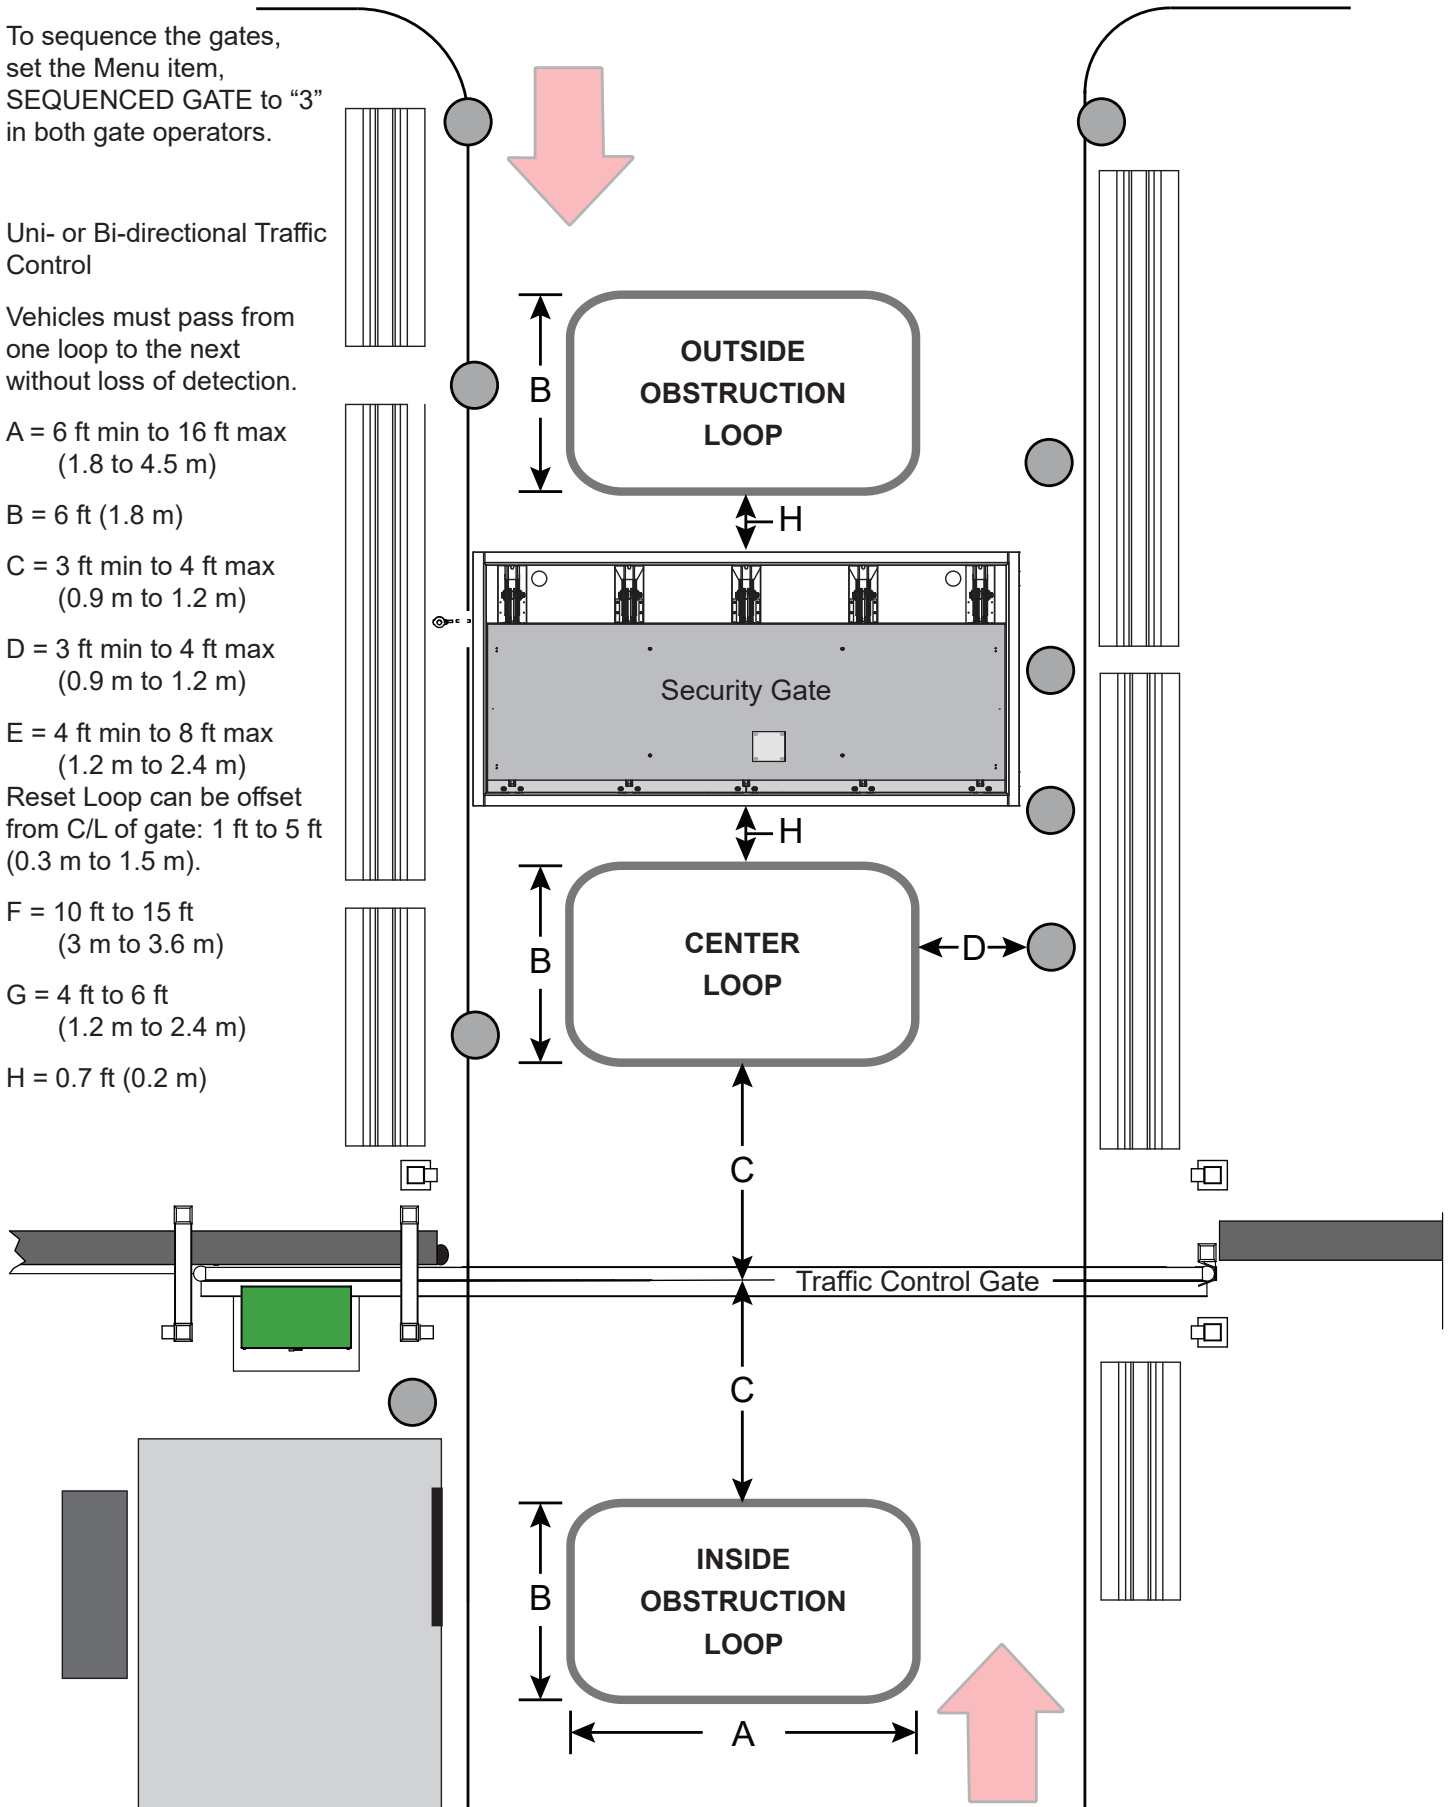 To sequence the gates,
set the Menu item,
SEQUENCED GATE to “3”
in both gate operators.
Uni- or Bi-directional Traffic
Control
Vehicles must pass from
one loop to the next
without loss of detection.
A = 6 ft min to 16 ft max
(1.8 to 4.5 m)
B = 6 ft (1.8 m)
C = 3 ft min to 4 ft max
(0.9 m to 1.2 m)
D = 3 ft min to 4 ft max
(0.9 m to 1.2 m)
E = 4 ft min to 8 ft max
(1.2 m to 2.4 m)
Reset Loop can be offset
from C/L of gate: 1 ft to 5 ft
(0.3 m to 1.5 m).
F = 10 ft to 15 ft
(3 m to 3.6 m)
G = 4 ft to 6 ft
(1.2 m to 2.4 m)
H = 0.7 ft (0.2 m)
OUTSIDE
OBSTRUCTION
LOOP
B
H
Security Gate
H
CENTER
LOOP
B
D
C
Traffic Control Gate
C
INSIDE
OBSTRUCTION
LOOP
B
A